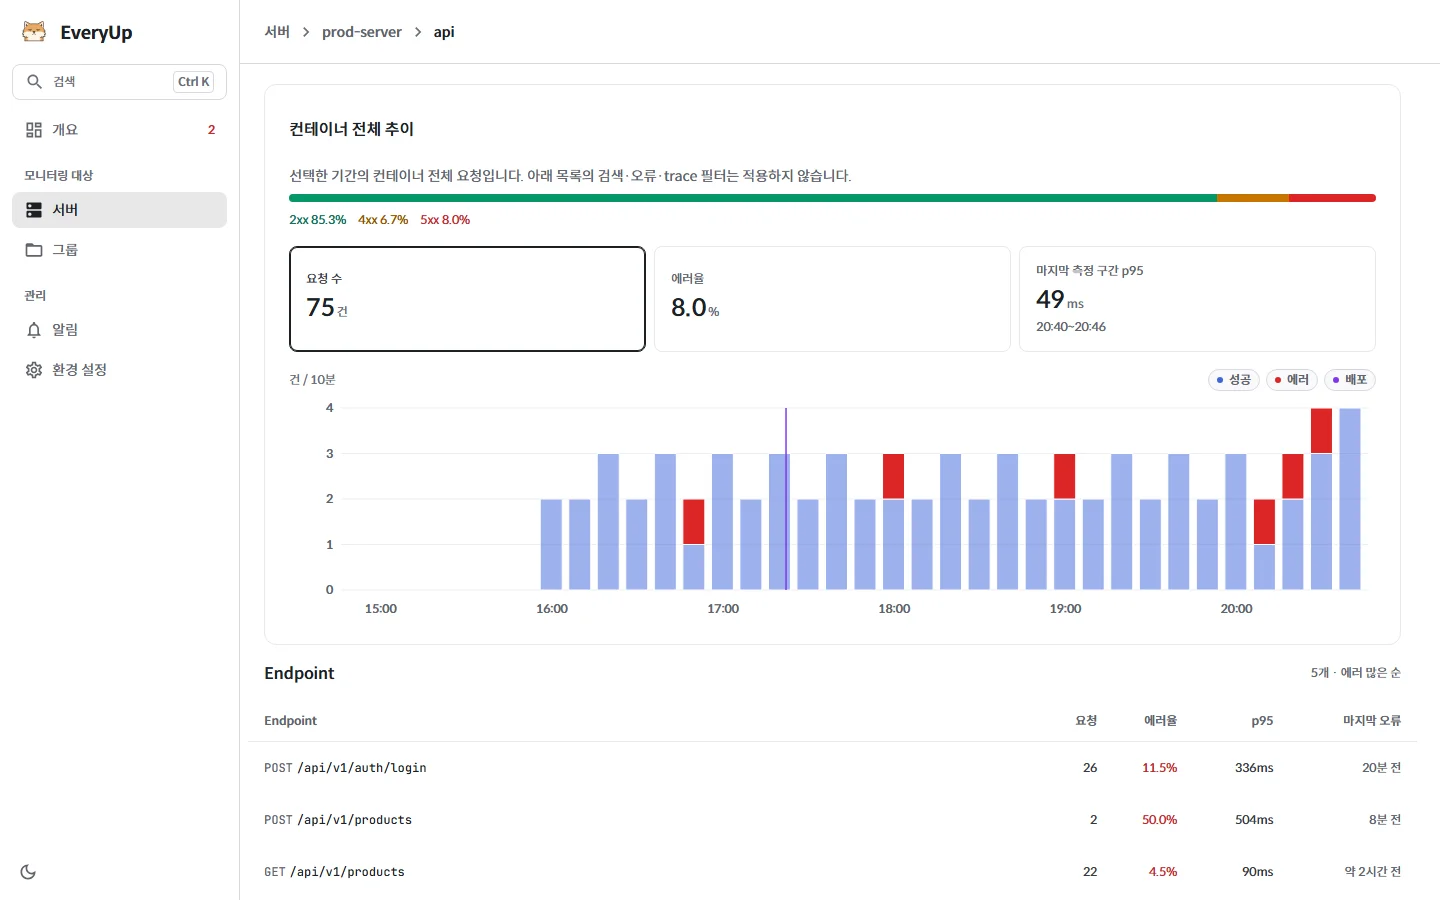 EveryUp
검색
Ctrl K
개요
2
모니터링 대상
서버
그룹
관리
알림
환경 설정
서버 > prod-server > api
컨테이너 전체 추이
선택한 기간의 컨테이너 전체 요청입니다. 아래 목록의 검색·오류·trace 필터는 적용하지 않습니다.
2xx 85.3% 4xx 6.7% 5xx 8.0%
요청 수
75건
에러율
8.0%
마지막 측정 구간 p95
49ms
20:40~20:46
건 / 10분
성공
에러
배포
4
3
2
1
0
15:00 16:00 17:00 18:00 19:00 20:00
Endpoint
5개 · 에러 많은 순
Endpoint 요청 에러율 p95 마지막 오류
POST /api/v1/auth/login 26 11.5% 336ms 20분 전
POST /api/v1/products 2 50.0% 504ms 8분 전
GET /api/v1/products 22 4.5% 90ms 약 2시간 전